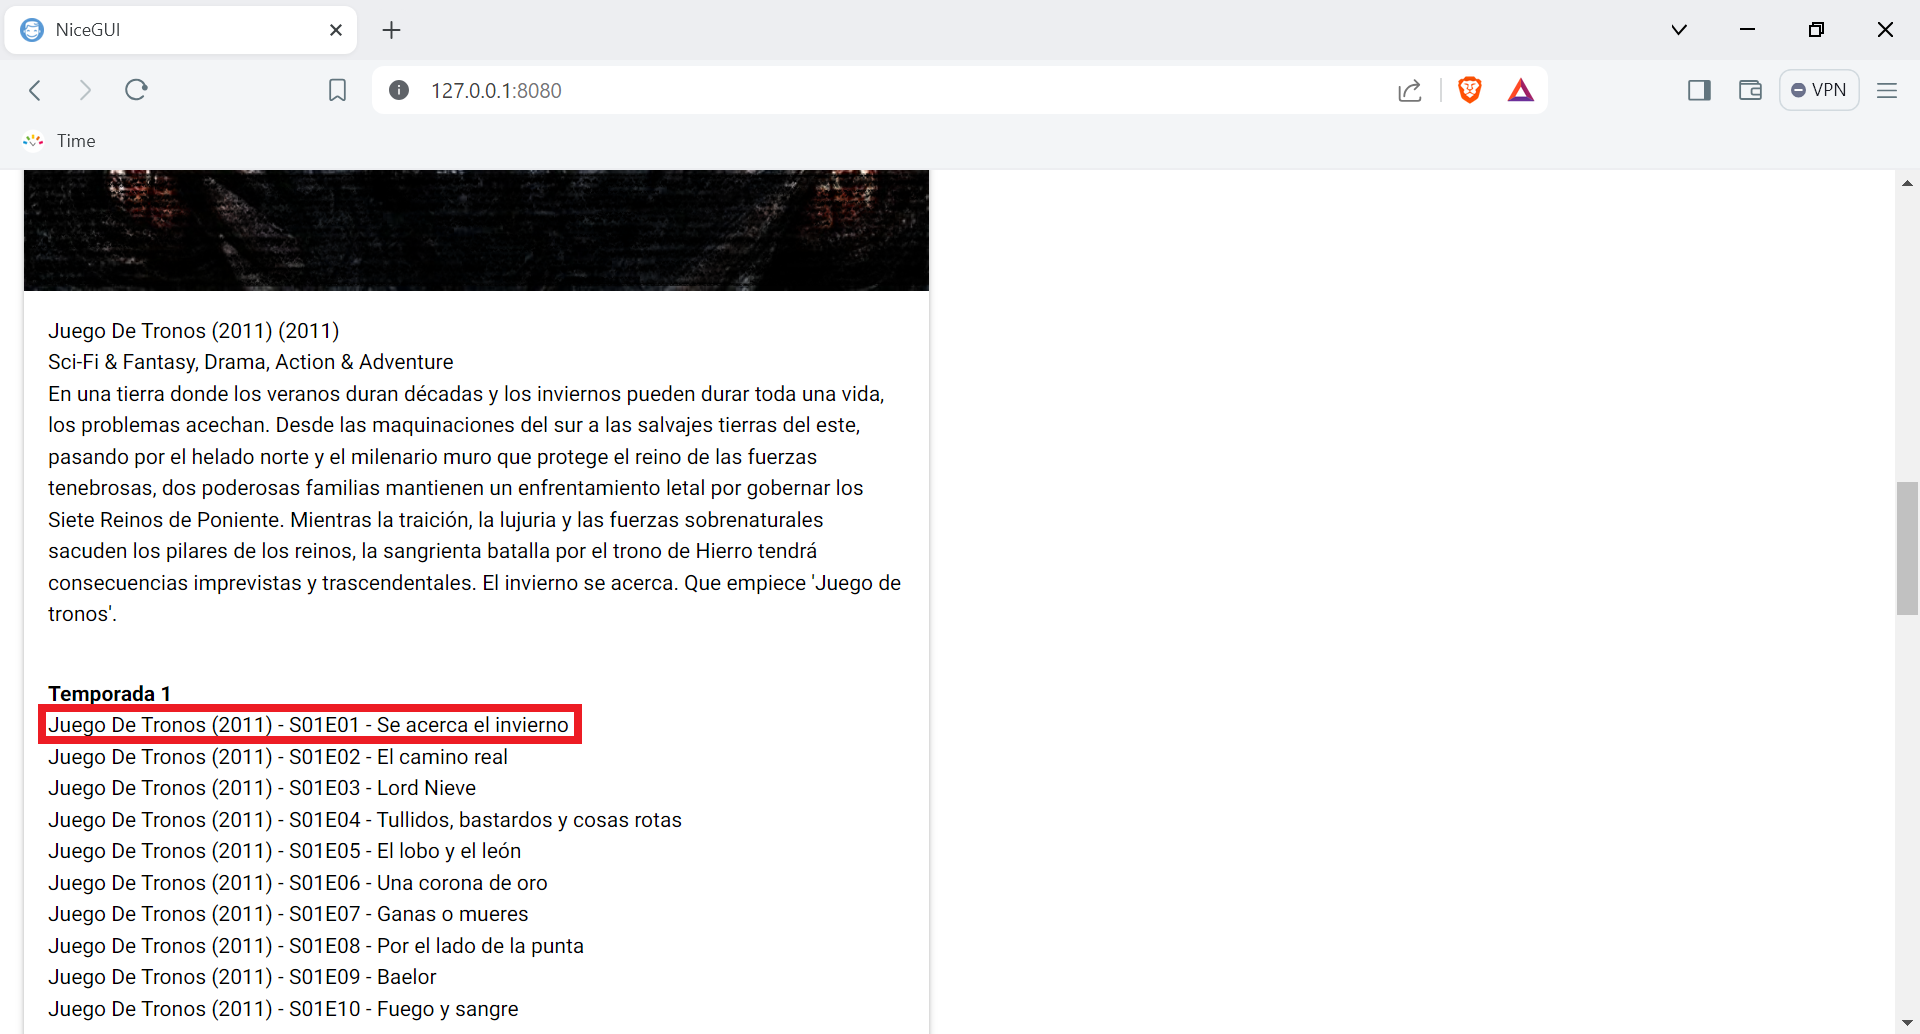 NiceGUI
127.0.0.1:8080
VPN
Time
Juego De Tronos (2011) (2011)
Sci-Fi & Fantasy, Drama, Action & Adventure
En una tierra donde los veranos duran décadas y los inviernos pueden durar toda una vida,
los problemas acechan. Desde las maquinaciones del sur a las salvajes tierras del este,
pasando por el helado norte y el milenario muro que protege el reino de las fuerzas
tenebrosas, dos poderosas familias mantienen un enfrentamiento letal por gobernar los
Siete Reinos de Poniente. Mientras la traición, la lujuria y las fuerzas sobrenaturales
sacuden los pilares de los reinos, la sangrienta batalla por el trono de Hierro tendrá
consecuencias imprevistas y trascendentales. El invierno se acerca. Que empiece 'Juego de
tronos'.
Temporada 1
Juego De Tronos (2011) - S01E01 - Se acerca el invierno
Juego De Tronos (2011) - S01E02 - El camino real
Juego De Tronos (2011) - S01E03 - Lord Nieve
Juego De Tronos (2011) - S01E04 - Tullidos, bastardos y cosas rotas
Juego De Tronos (2011) - S01E05 - El lobo y el león
Juego De Tronos (2011) - S01E06 - Una corona de oro
Juego De Tronos (2011) - S01E07 - Ganas o mueres
Juego De Tronos (2011) - S01E08 - Por el lado de la punta
Juego De Tronos (2011) - S01E09 - Baelor
Juego De Tronos (2011) - S01E10 - Fuego y sangre